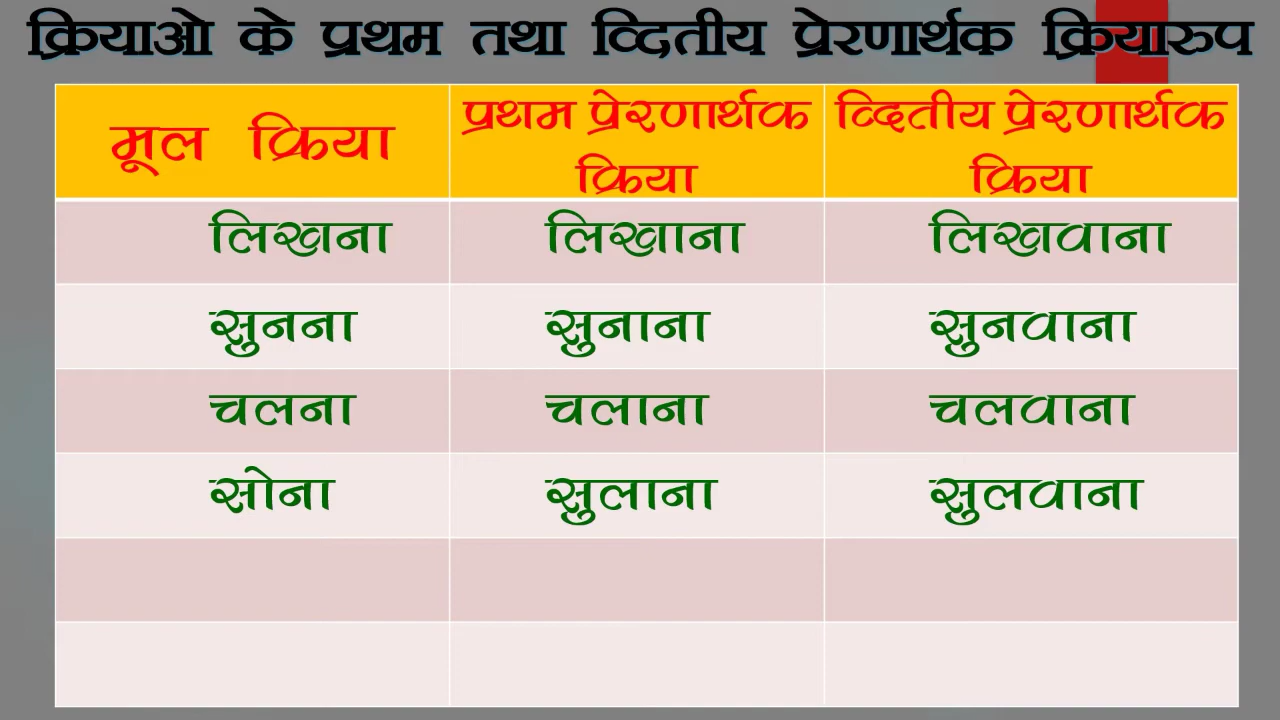 क्रियाओ के प्रथम तथा व्दितीय प्रेरणार्थक क्रियारुप
मूल क्रिया
प्रथम प्रेरणार्थक
क्रिया
व्दितीय प्रेरणार्थक
क्रिया
लिखना लिखाना लिखवाना
सुनना सुनाना सुनवाना
चलना चलाना चलवाना
सोना सुलाना सुलवाना